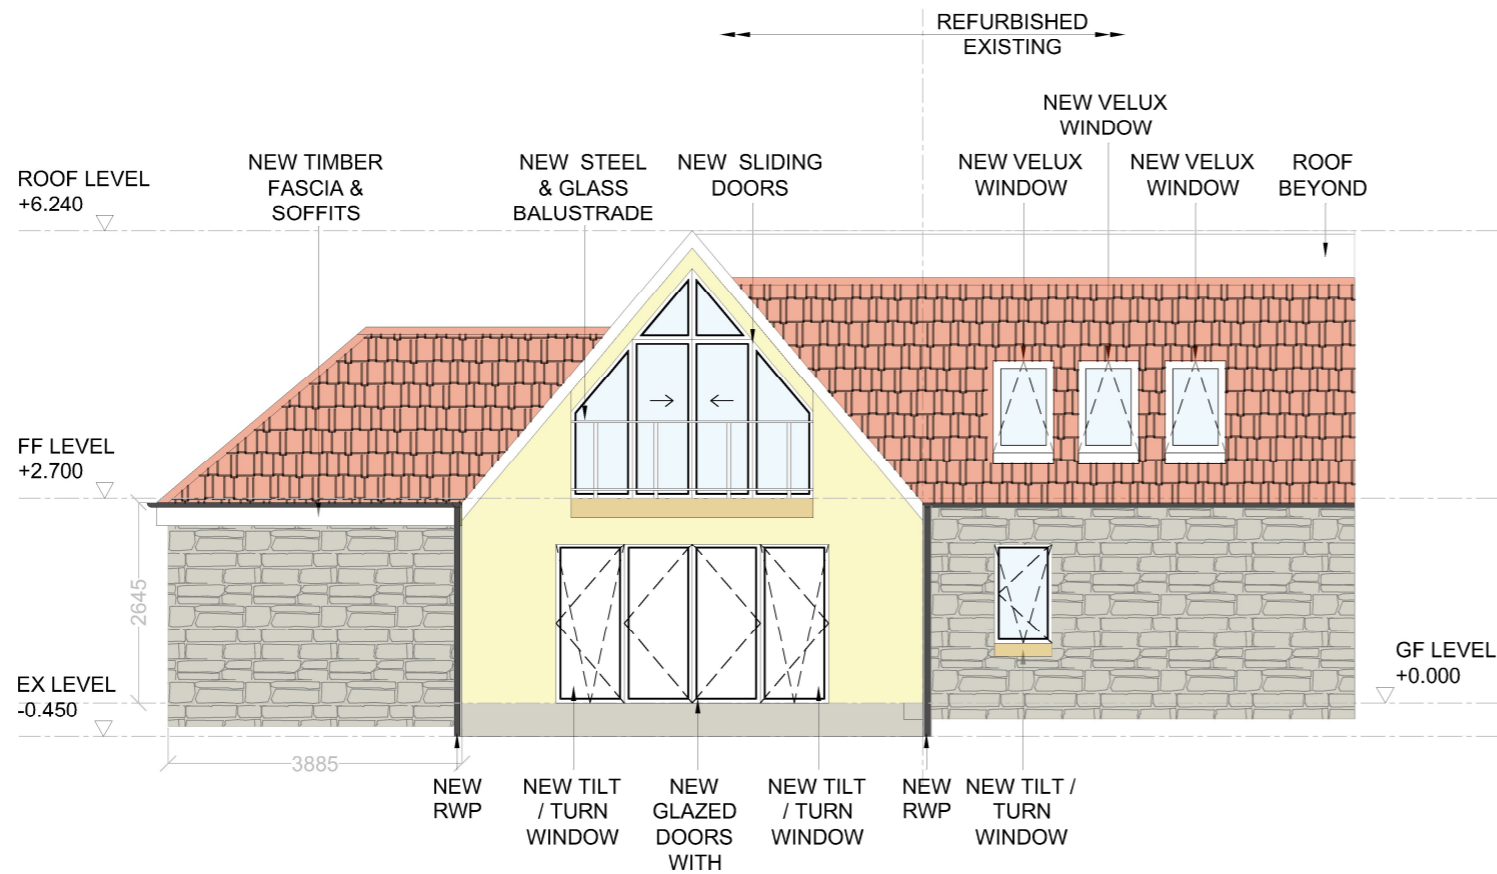 REFURBISHED
EXISTING
NEW VELUX
WINDOW
NEW TIMBER
FASCIA &
SOFFITS
NEW STEEL
& GLASS
BALUSTRADE
NEW SLIDING
DOORS
NEW VELUX
WINDOW
NEW VELUX
WINDOW
ROOF
BEYOND
ROOF LEVEL
+6.240
FF LEVEL
+2.700
2645
GF LEVEL
+0.000
EX LEVEL
-0.450
3885
NEW
RWP
NEW TILT
/ TURN
WINDOW
NEW
GLAZED
DOORS
WITH
NEW TILT
/ TURN
WINDOW
NEW
RWP
NEW TILT /
TURN
WINDOW